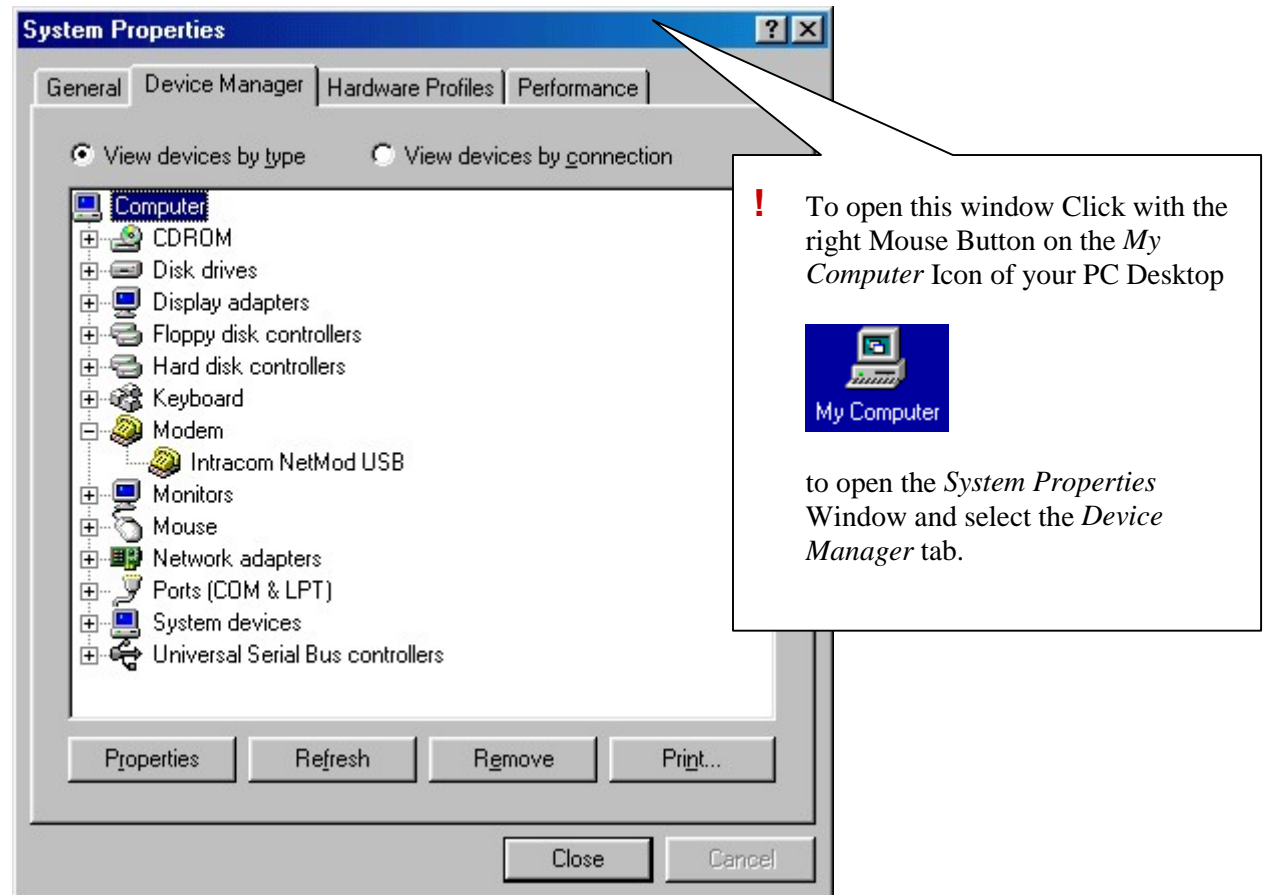 System Properties
General Device Manager Hardware Profiles Performance
View devices by type View devices by connection
Computer
CDROM
Disk drives
Display adapters
Floppy disk controllers
Hard disk controllers
Keyboard
Modem
Intracom NetMod USB
Monitors
Mouse
Network adapters
Ports (COM & LPT)
System devices
Universal Serial Bus controllers
Properties Refresh Remove Print...
Close Cancel
! To open this window Click with the
right Mouse Button on the My
Computer Icon of your PC Desktop
My Computer
to open the System Properties
Window and select the Device
Manager tab.